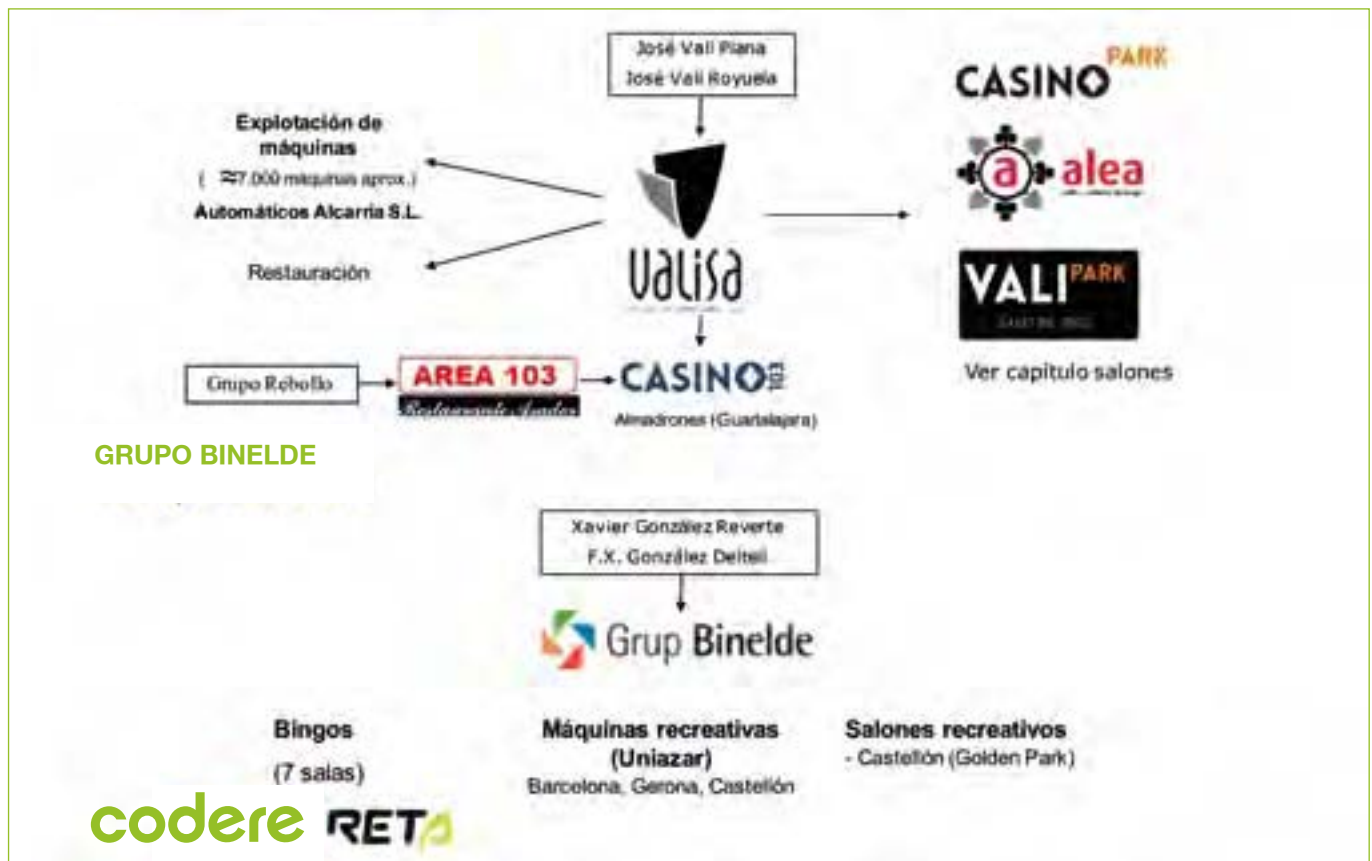 José Vali Piana
José Vali Royuela
CASINO PARK
Explotación de
máquinas
( ≈7.000 máquinas aprox.)
Automáticos Alcarria S.L.
a alea
Restauración
valisa
VALI PARK
Ver capítulo salones
Grupo Rebollo
AREA 103
CASINO 103
Almadrones (Guadalajara)
GRUPO BINELDE
Xavier González Reverte
F.X. González Deltell
Grup Binelde
Bingos
(7 salas)
Máquinas recreativas
(Uniazar)
Barcelona, Gerona, Castellón
Salones recreativos
- Castellón (Golden Park)
codere RETA